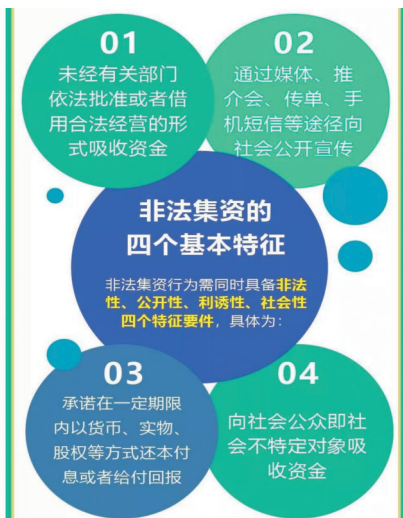 01
未经有关部门
依法批准或者借
用合法经营的形
式吸收资金
02
通过媒体、推
介会、传单、手
机短信等途径向
社会公开宣传
非法集资的
四个基本特征
非法集资行为需同时具备非法
性、公开性、利诱性、社会性
四个特征要件，具体为：
03
承诺在一定期限
内以货币、实物、
股权等方式还本付
息或者给付回报
04
向社会公众即社
会不特定对象吸
收资金